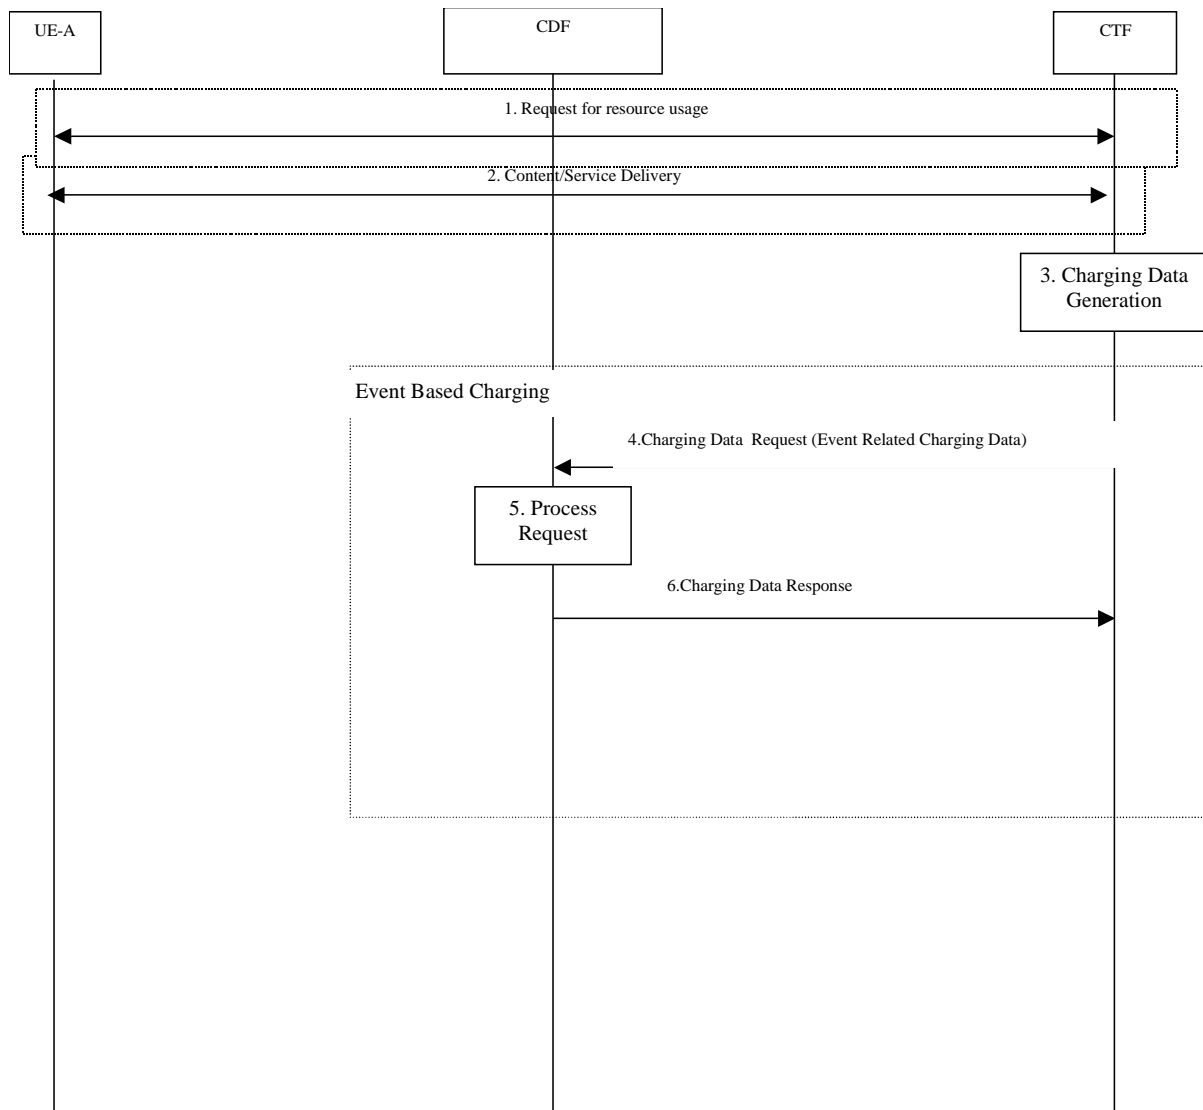 UE-A
CDF
CTF
1. Request for resource usage
2. Content/Service Delivery
3. Charging Data
Generation
Event Based Charging
4.Charging Data  Request (Event Related Charging Data)
5. Process
Request
6.Charging Data Response